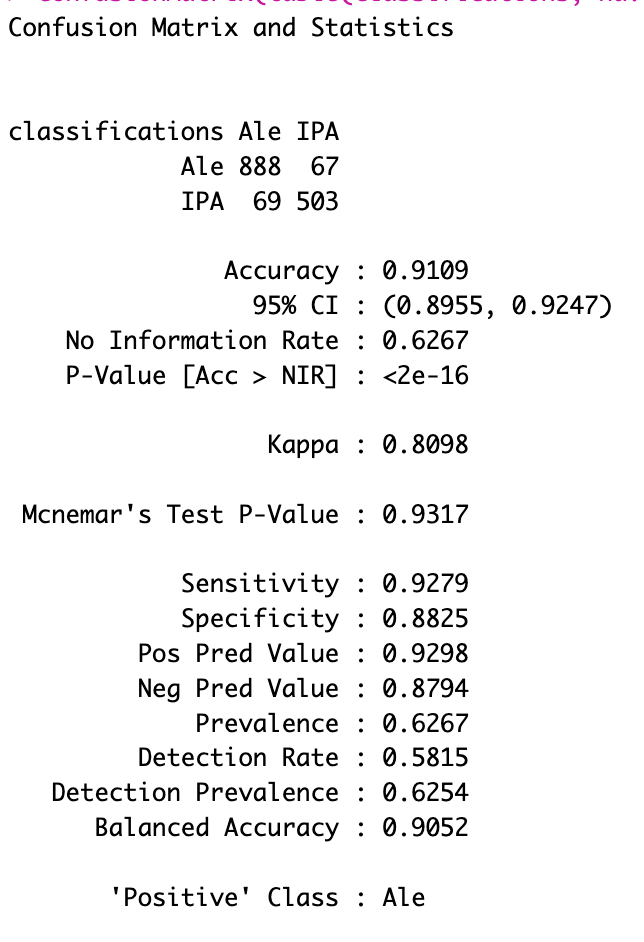 Confusion Matrix and Statistics
classifications Ale IPA
Ale 888 67
IPA 69 503
Accuracy : 0.9109
95% CI : (0.8955, 0.9247)
No Information Rate : 0.6267
P-Value [Acc > NIR] : <2e-16
Kappa : 0.8098
Mcnemar's Test P-Value : 0.9317
Sensitivity : 0.9279
Specificity : 0.8825
Pos Pred Value : 0.9298
Neg Pred Value : 0.8794
Prevalence : 0.6267
Detection Rate : 0.5815
Detection Prevalence : 0.6254
Balanced Accuracy : 0.9052
'Positive' Class : Ale